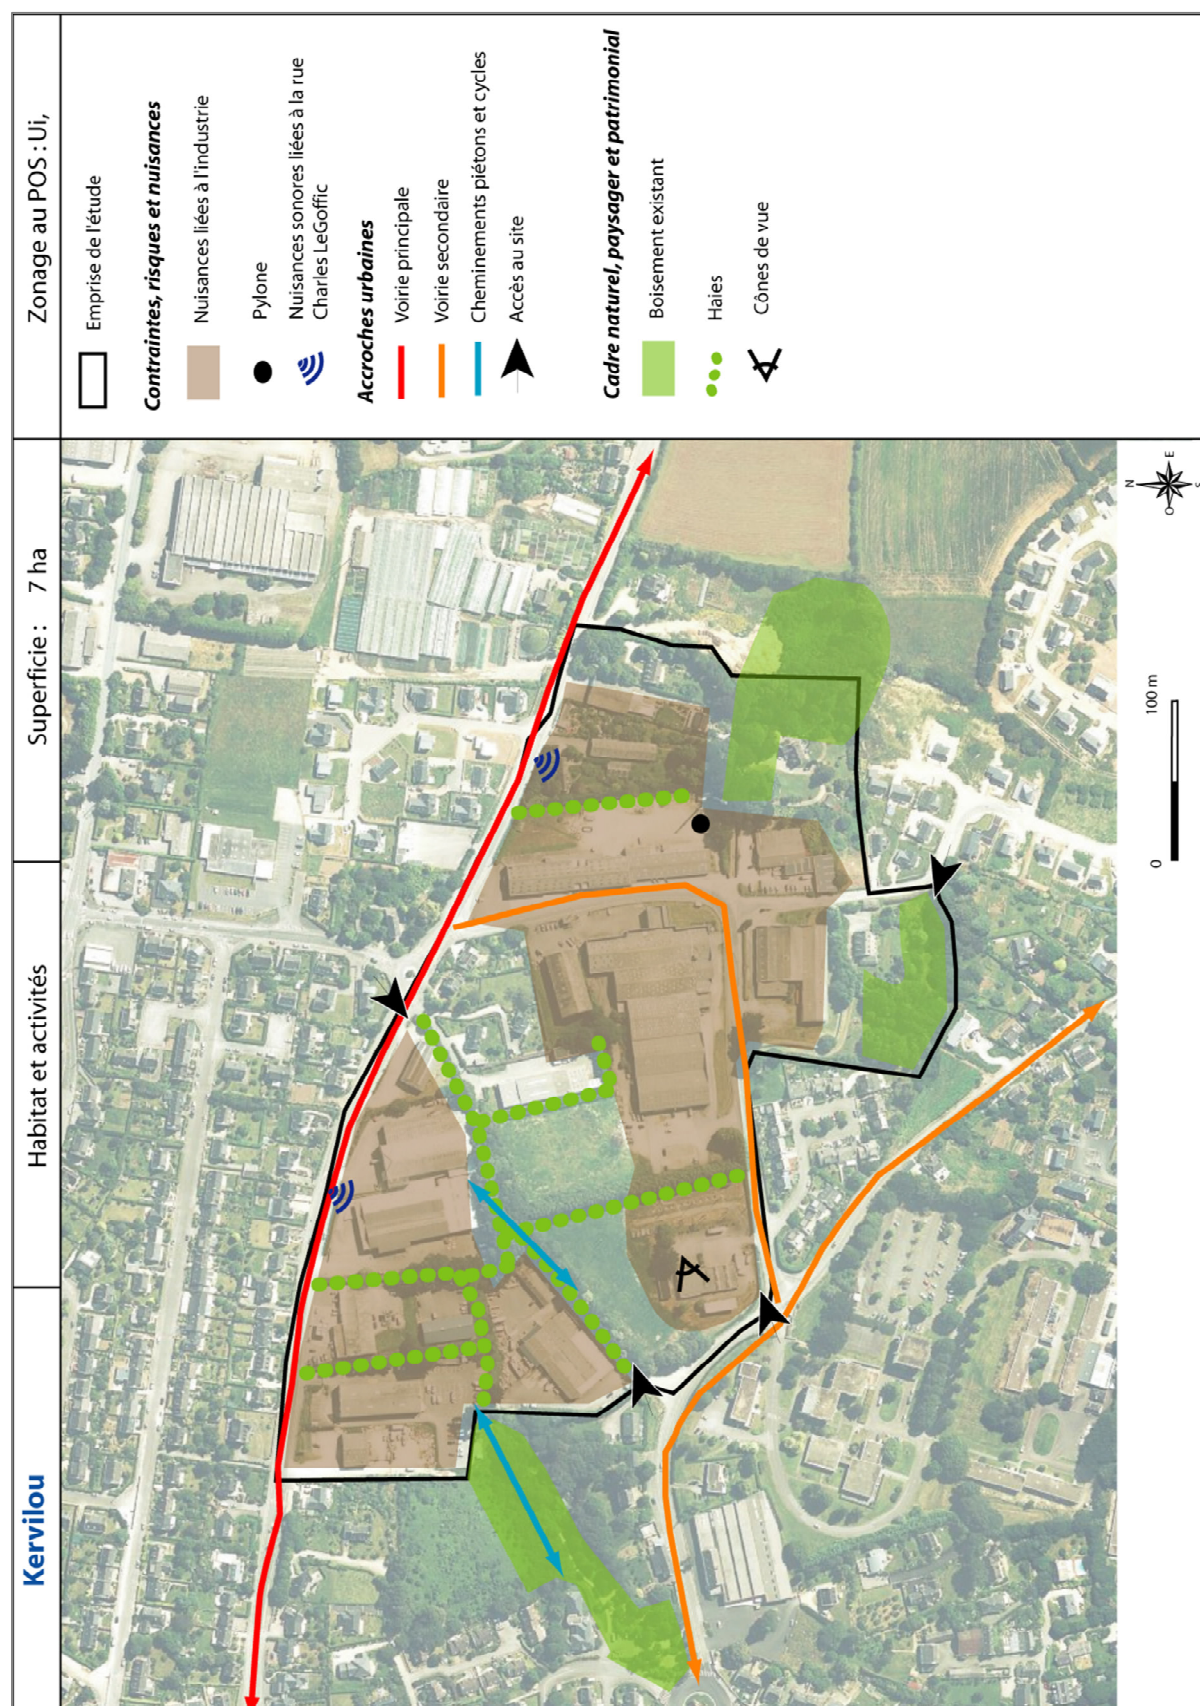 Kervilou
Habitat et activités
Superficie : 7 ha
Zonage au POS : Ui,
Emprise de l'étude
Contraintes, risques et nuisances
Nuisances liées à l'industrie
Pylone
Nuisances sonores liées à la rue
Charles LeGoffic
Accroches urbaines
Voirie principale
Voirie secondaire
Cheminements piétons et cycles
Accès au site
Cadre naturel, paysager et patrimonial
Boisement existant
Haies
Cônes de vue
0
100 m
N
O
E
S